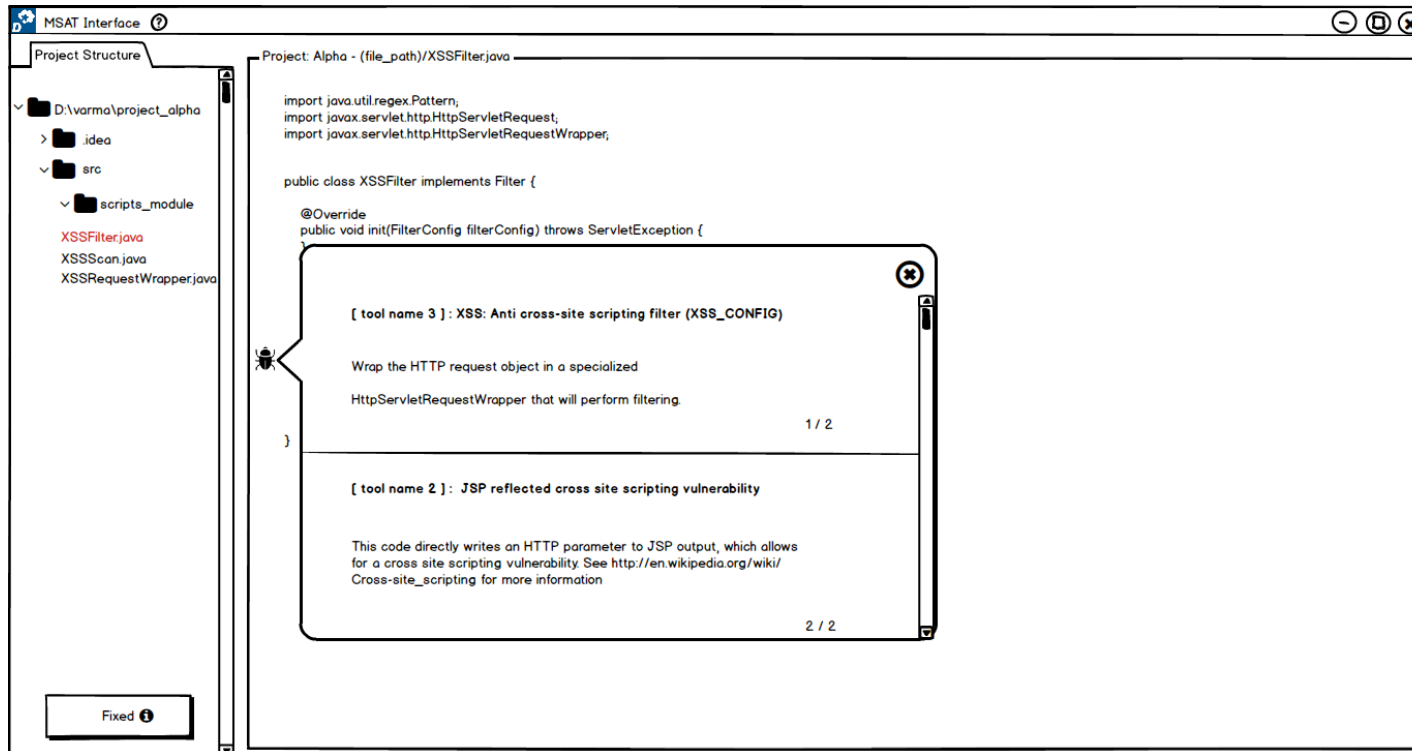 MSAT Interface ?
Project Structure
D:\varma\project_alpha
.idea
src
scripts_module
XSSFilter.java
XSSScan.java
XSSRequestWrapper.java
Fixed
Project: Alpha - (file_path)/XSSFilter.java
import java.util.regex.Pattern;
import javax.servlet.http.HttpServletRequest;
import javax.servlet.http.HttpServletRequestWrapper;
public class XSSFilter implements Filter {
@Override
public void init(FilterConfig filterConfig) throws ServletException {
}
[ tool name 3 ] : XSS: Anti cross-site scripting filter (XSS_CONFIG)
Wrap the HTTP request object in a specialized
HttpServletRequestWrapper that will perform filtering.
1 / 2
}
[ tool name 2 ] : JSP reflected cross site scripting vulnerability
This code directly writes an HTTP parameter to JSP output, which allows
for a cross site scripting vulnerability. See http://en.wikipedia.org/wiki/
Cross-site_scripting for more information
2 / 2